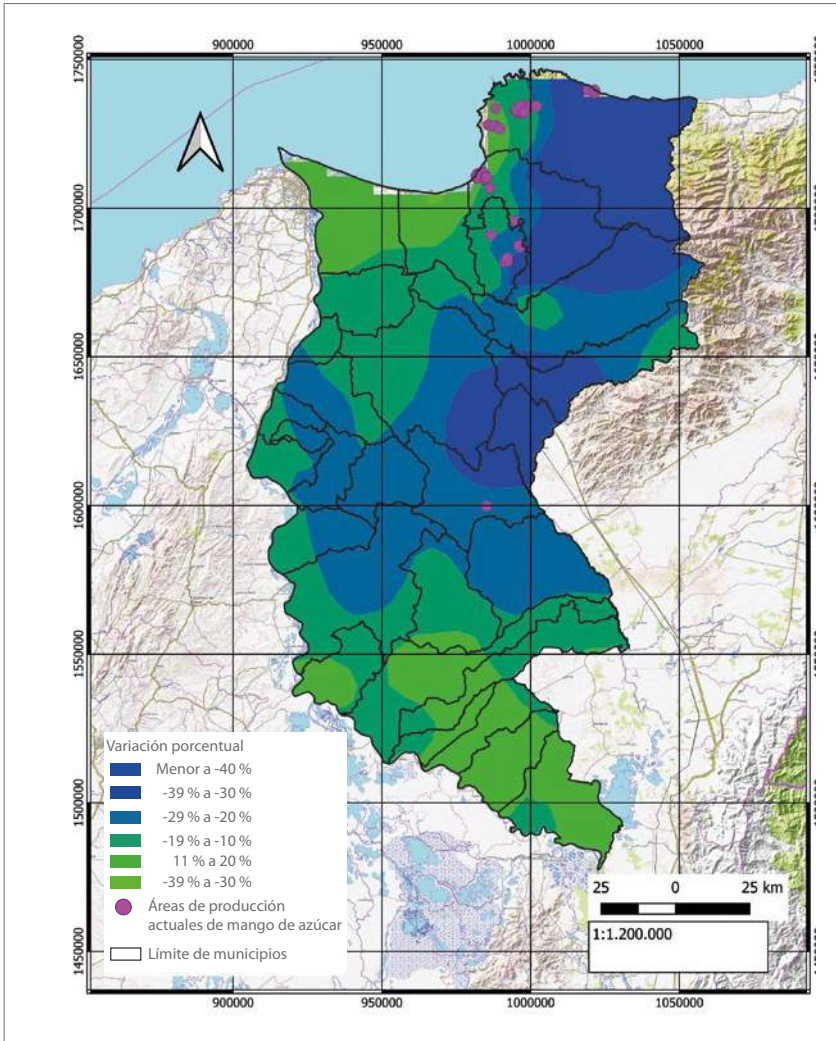 900000 950000 1000000 1050000
1750000
1700000
1650000
1600000
1550000
1500000
1450000
Variación porcentual
Menor a -40 %
-39 % a -30 %
-29 % a -20 %
-19 % a -10 %
11 % a 20 %
-39 % a -30 %
Áreas de producción
actuales de mango de azúcar
Límite de municipios
25 0 25 km
1:1.200.000
900000 950000 1000000 1050000